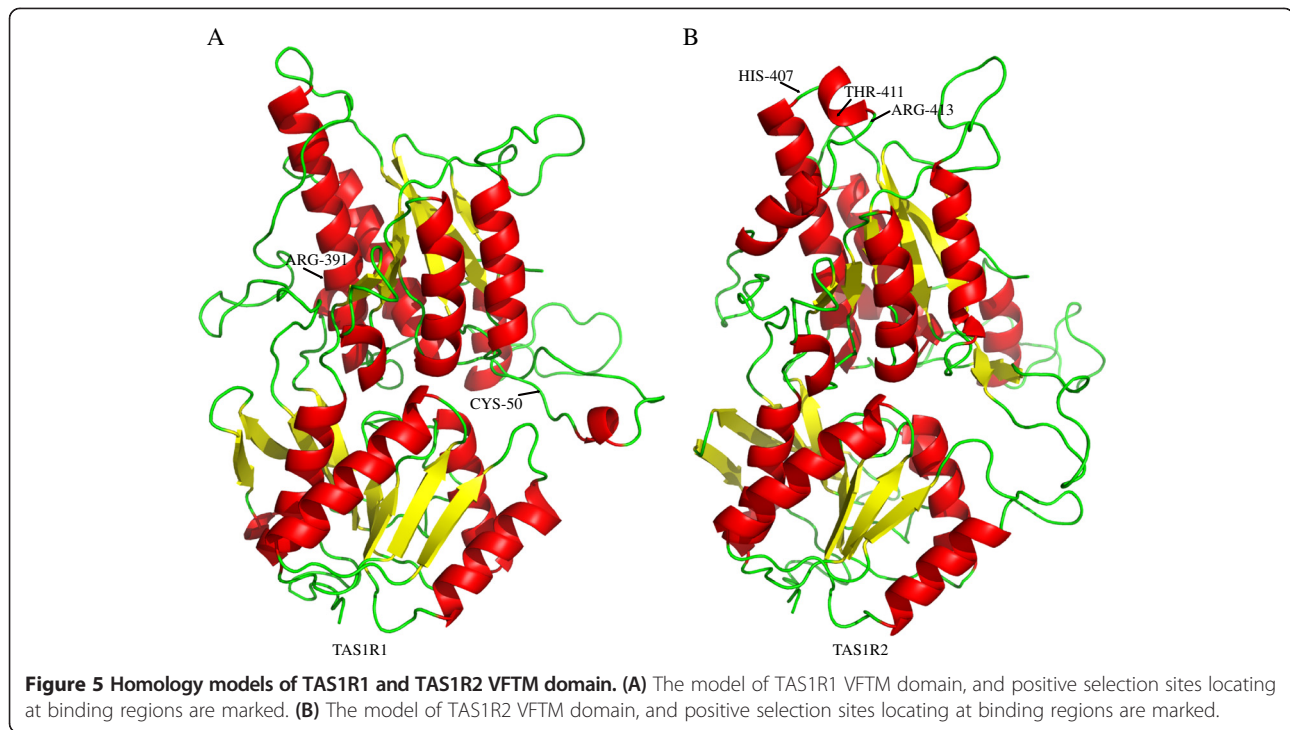 A
B
HIS-407
THR-411
ARG-413
ARG-391
CYS-50
TAS1R1
TAS1R2
Figure 5 Homology models of TAS1R1 and TAS1R2 VFTM domain. (A) The model of TAS1R1 VFTM domain, and positive selection sites locating
at binding regions are marked. (B) The model of TAS1R2 VFTM domain, and positive selection sites locating at binding regions are marked.